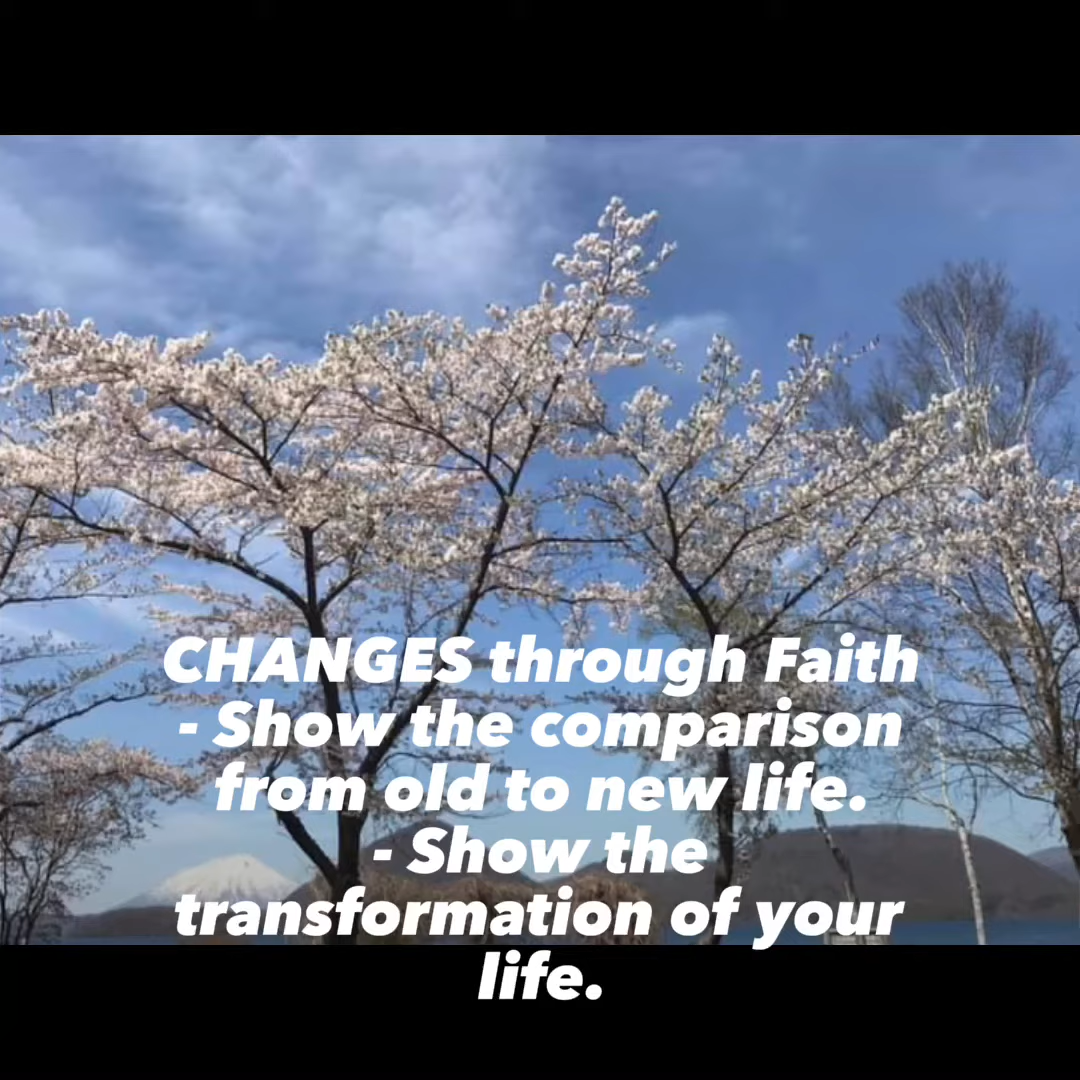 CHANGES through Faith
- Show the comparison
from old to new life.
- Show the
transformation of your
life.